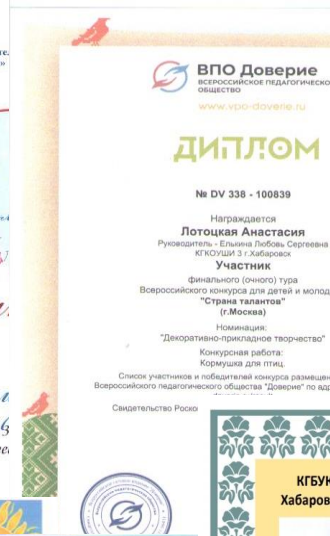 ВПО Доверие
ВСЕРОССИЙСКОЕ ПЕДАГОГИЧЕСКО
ОБЩЕСТВО
www.vpo-doverie.ru
ДИПЛОМ
№ DV 338 - 100839
Награждается
Лотоцкая Анастасия
Руководитель - Елькина Любовь Сергеевна
КГКОУШИ 3 г.Хабаровск
Участник
финального (очного) тура
Всероссийского конкурса для детей и молод
"Страна талантов"
(г.Москва)
Номинация:
"Декоративно-прикладное творчество"
Конкурсная работа:
Кормушка для птиц.
Список участников и победителей конкурса размещен
Всероссийского педагогического общества "Доверие" по адр
Свидетельство Роско
КГБУК
Хабаров